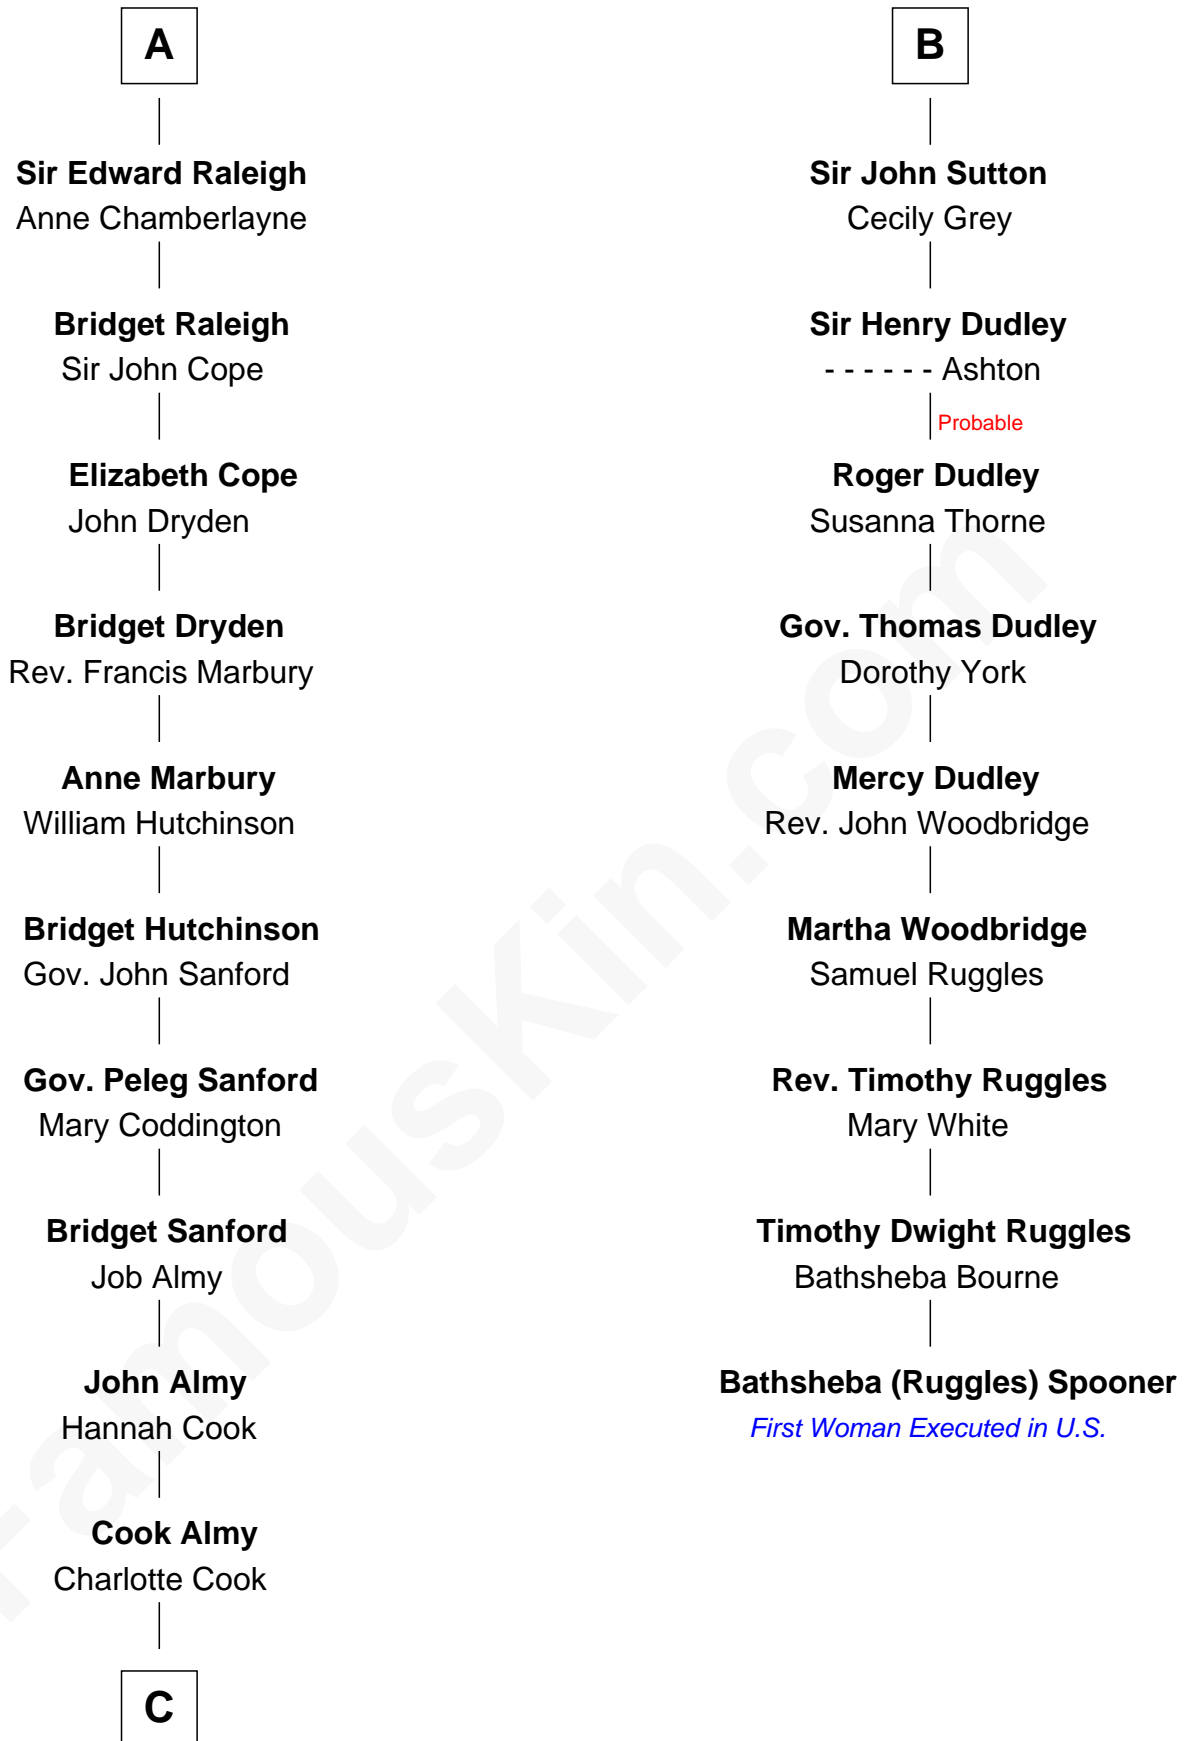 A
Sir Edward Raleigh
Anne Chamberlayne
Bridget Raleigh
Sir John Cope
Elizabeth Cope
John Dryden
Bridget Dryden
Rev. Francis Marbury
Anne Marbury
William Hutchinson
Bridget Hutchinson
Gov. John Sanford
Gov. Peleg Sanford
Mary Coddington
Bridget Sanford
Job Almy
John Almy
Hannah Cook
Cook Almy
Charlotte Cook
C
B
Sir John Sutton
Cecily Grey
Sir Henry Dudley
- - - - - - Ashton
Probable
Roger Dudley
Susanna Thorne
Gov. Thomas Dudley
Dorothy York
Mercy Dudley
Rev. John Woodbridge
Martha Woodbridge
Samuel Ruggles
Rev. Timothy Ruggles
Mary White
Timothy Dwight Ruggles
Bathsheba Bourne
Bathsheba (Ruggles) Spooner
First Woman Executed in U.S.
FamousKin.com